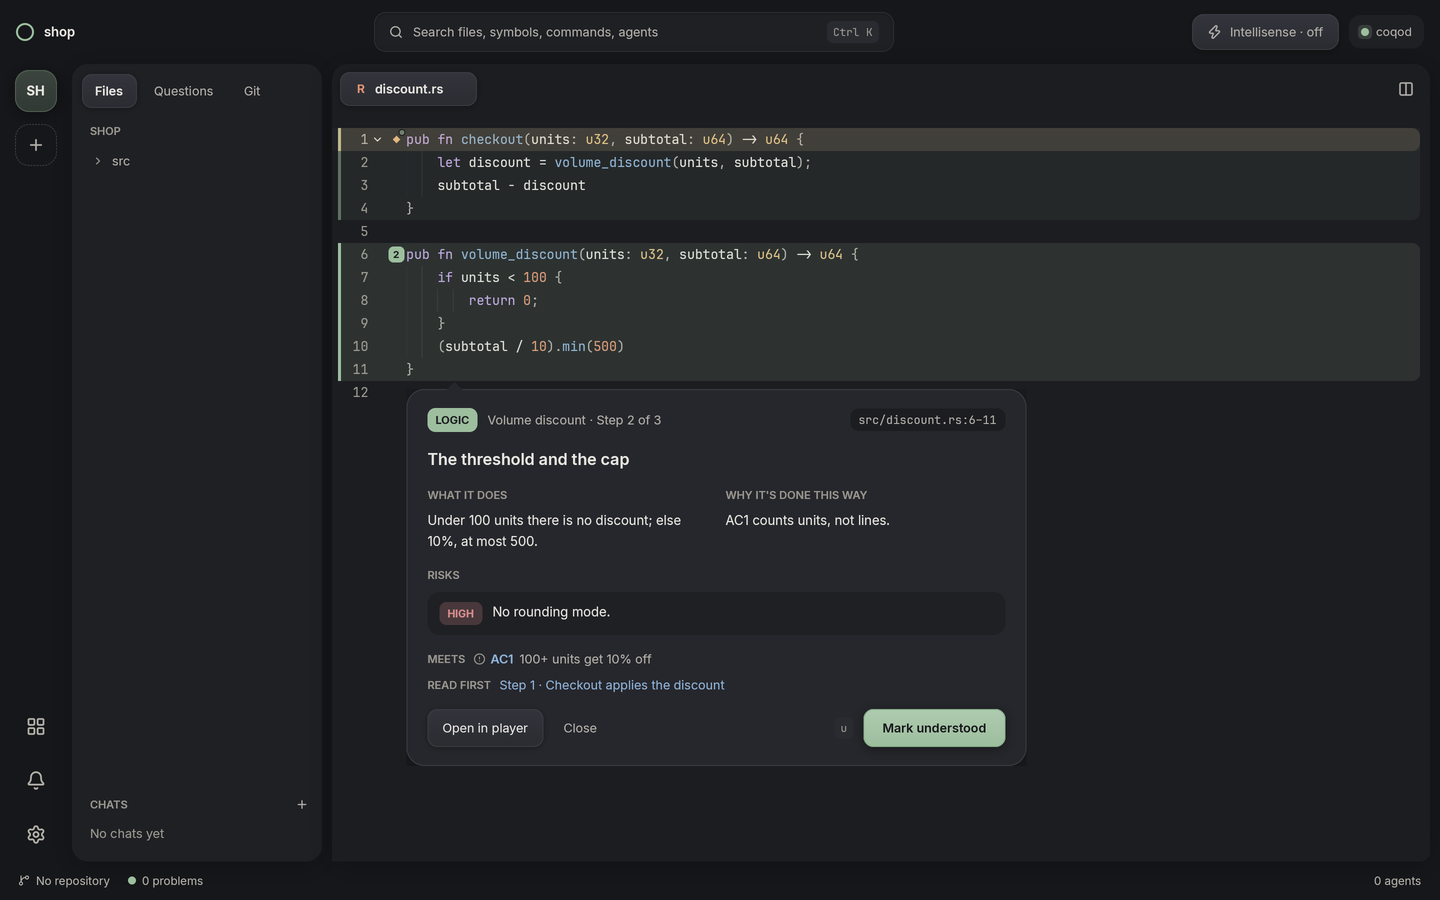 shop
Search files, symbols, commands, agents
Ctrl K
Intellisense · off
coqod
SH
Files
Questions
Git
SHOP
src
CHATS
No chats yet
R discount.rs
1 pub fn checkout(units: u32, subtotal: u64) -> u64 {
2 let discount = volume_discount(units, subtotal);
3 subtotal - discount
4 }
5
6 2 pub fn volume_discount(units: u32, subtotal: u64) -> u64 {
7 if units < 100 {
8 return 0;
9 }
10 (subtotal / 10).min(500)
11 }
12
LOGIC Volume discount · Step 2 of 3 src/discount.rs:6–11
The threshold and the cap
WHAT IT DOES
Under 100 units there is no discount; else
10%, at most 500.
WHY IT'S DONE THIS WAY
AC1 counts units, not lines.
RISKS
HIGH No rounding mode.
MEETS AC1 100+ units get 10% off
READ FIRST Step 1 · Checkout applies the discount
Open in player
Close
U
Mark understood
No repository
0 problems
0 agents